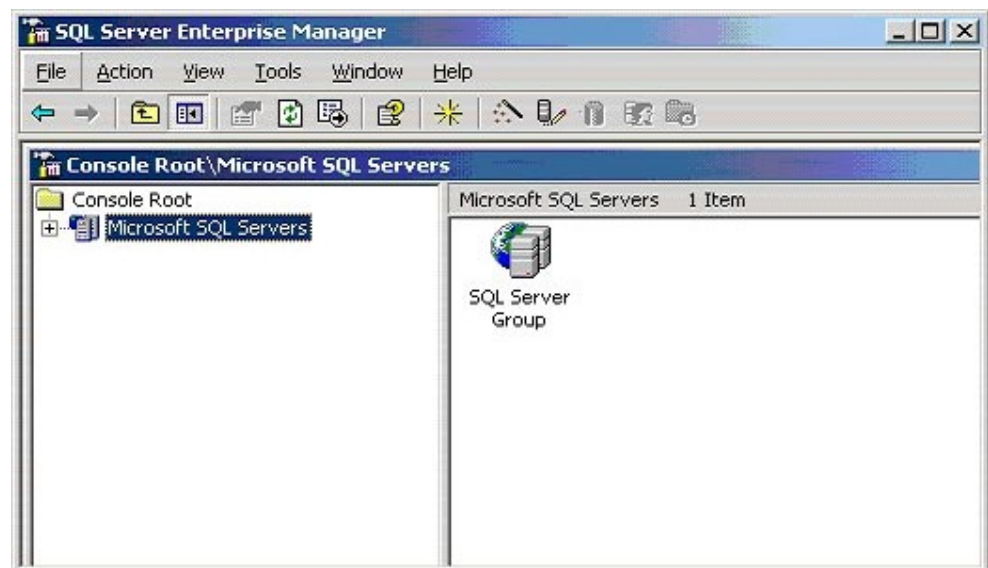 SQL Server Enterprise Manager
File Action View Tools Window Help
Console Root\Microsoft SQL Servers
Console Root
Microsoft SQL Servers
Microsoft SQL Servers 1 Item
SQL Server
Group